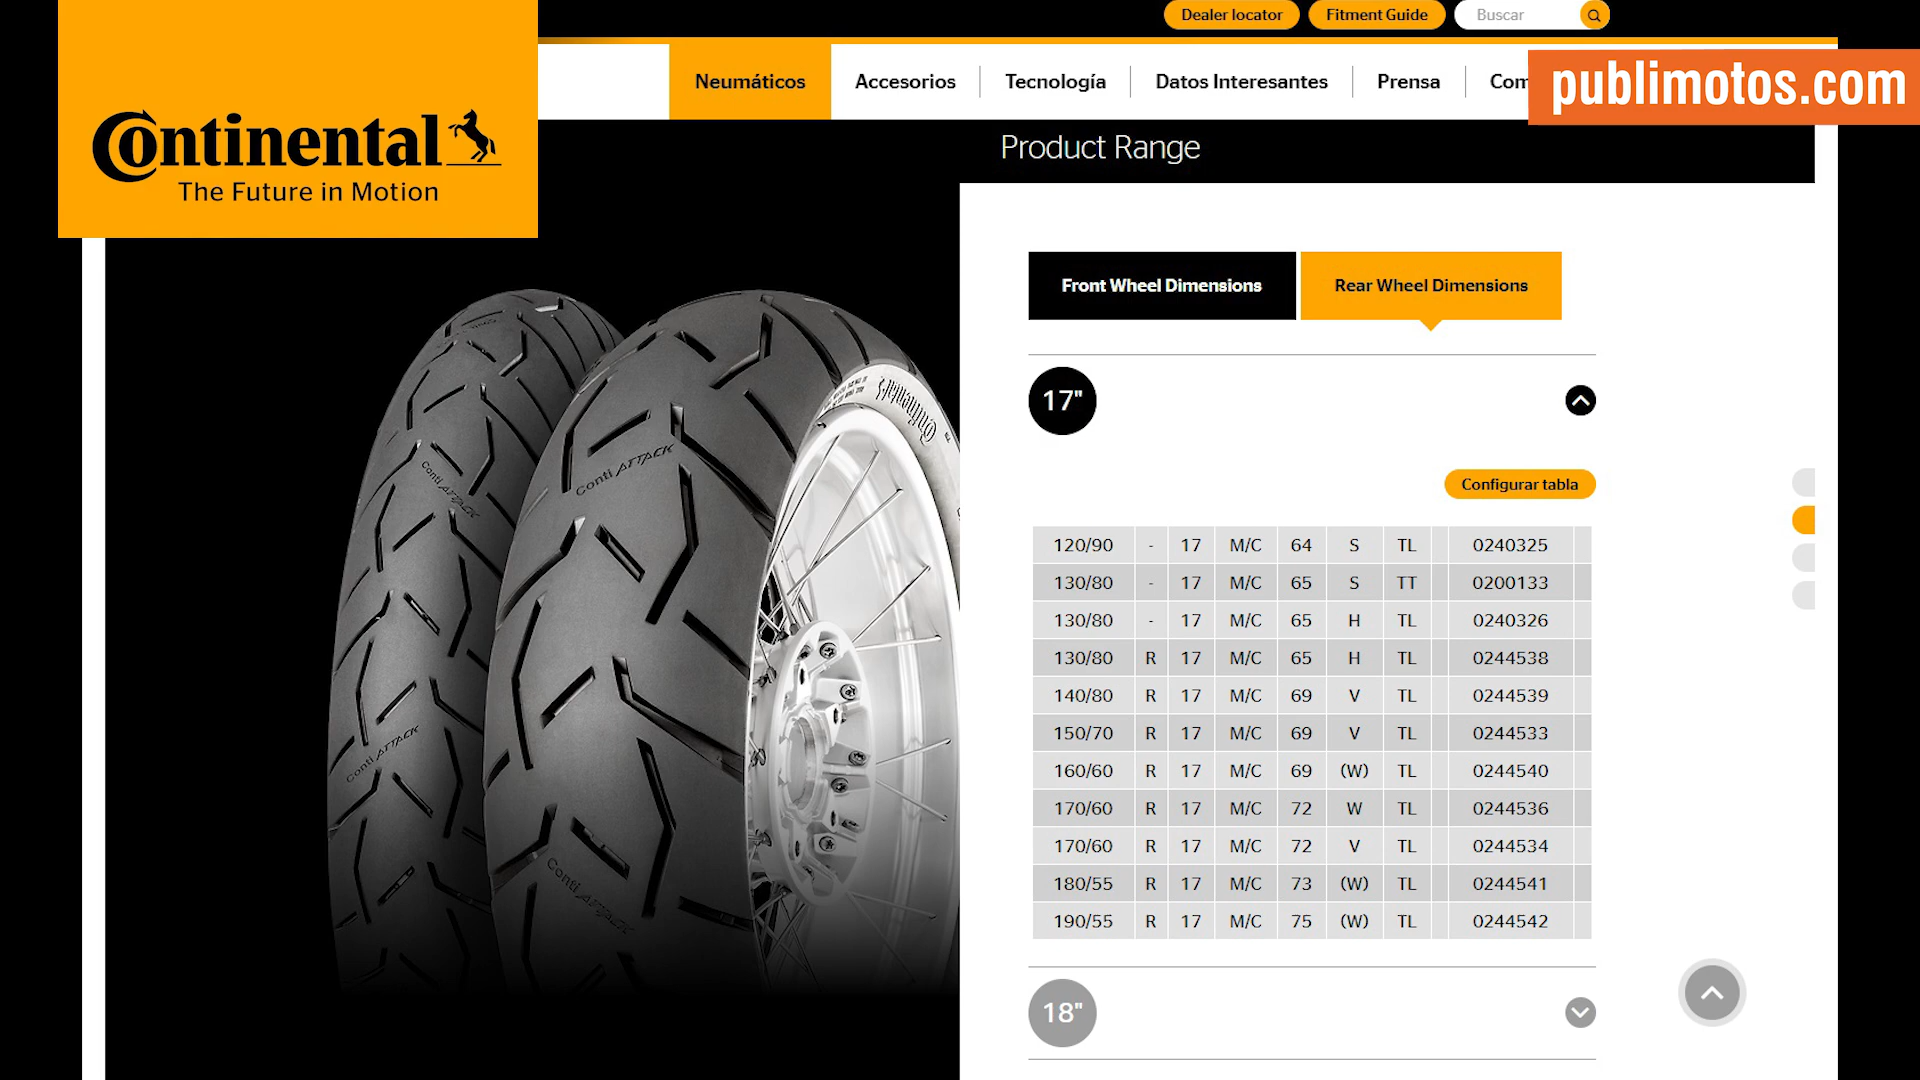 Dealer locator
Fitment Guide
Buscar
Continental
The Future in Motion
Neumáticos
Accesorios
Tecnología
Datos Interesantes
Prensa
Com
publimotos.com
Product Range
Front Wheel Dimensions
Rear Wheel Dimensions
17"
Configurar tabla
120/90 - 17 M/C 64 S TL 0240325
130/80 - 17 M/C 65 S TT 0200133
130/80 - 17 M/C 65 H TL 0240326
130/80 R 17 M/C 65 H TL 0244538
140/80 R 17 M/C 69 V TL 0244539
150/70 R 17 M/C 69 V TL 0244533
160/60 R 17 M/C 69 (W) TL 0244540
170/60 R 17 M/C 72 W TL 0244536
170/60 R 17 M/C 72 V TL 0244534
180/55 R 17 M/C 73 (W) TL 0244541
190/55 R 17 M/C 75 (W) TL 0244542
18"
Continental
Conti ATTACK
Conti ATTACK
Conti ATTACK
Conti ATTACK